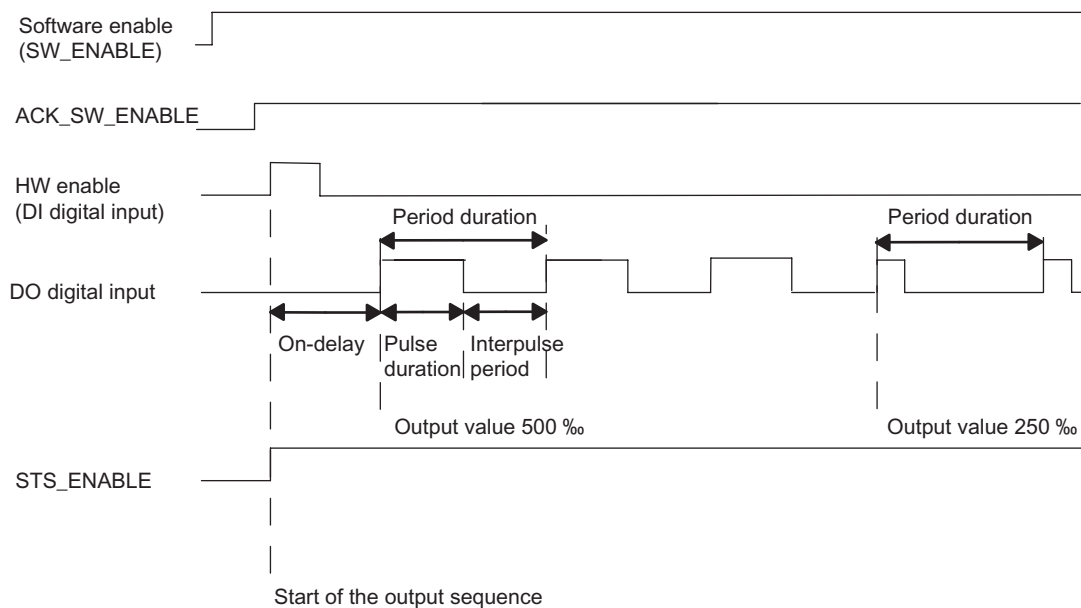 Software enable
(SW_ENABLE)
ACK_SW_ENABLE
HW enable
(DI digital input)
Period duration
Period duration
DO digital input
On-delay
Pulse
duration
Interpulse
period
Output value 500 ‰
Output value 250 ‰
STS_ENABLE
Start of the output sequence